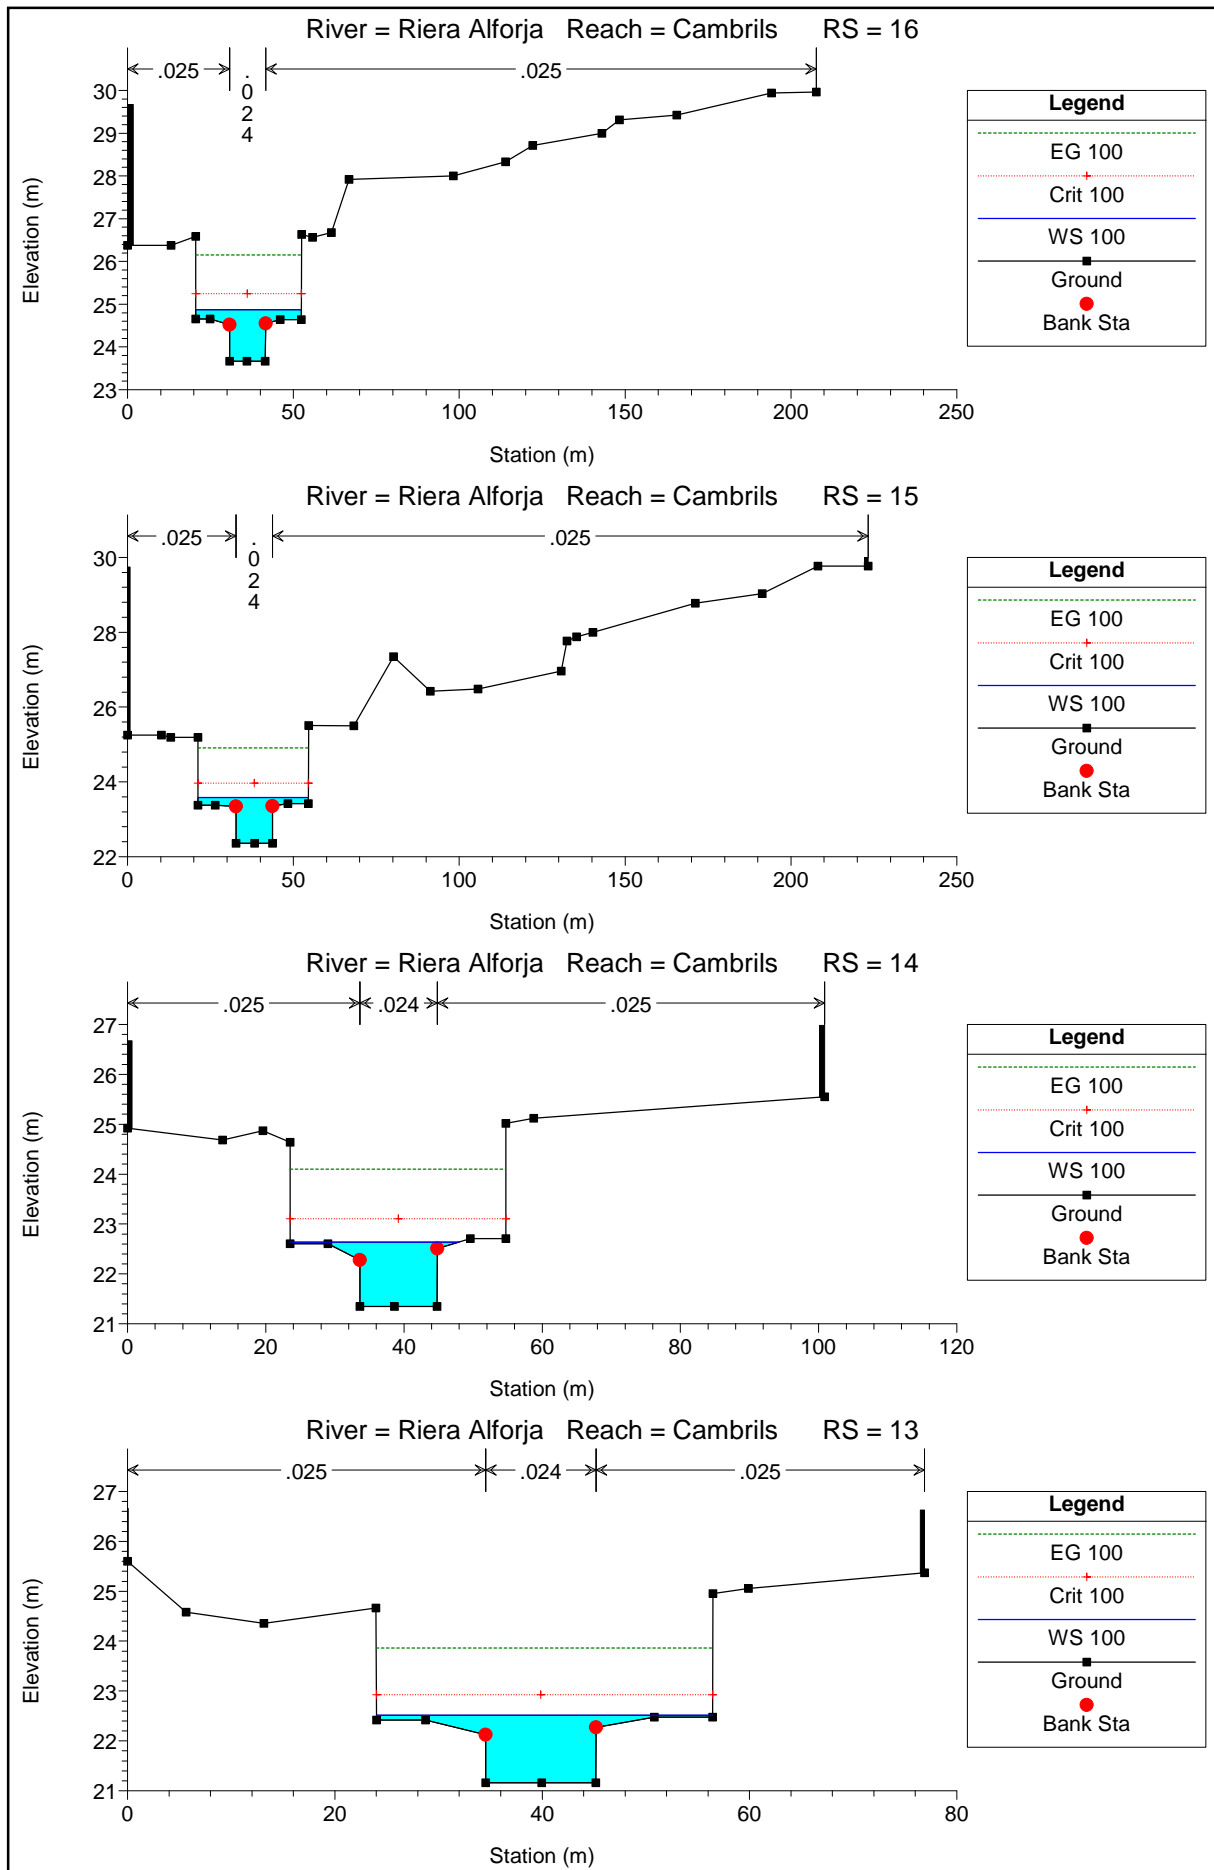 River = Riera Alforja Reach = Cambrils RS = 16
.025 .024 .025
30
29
28
27
26
25
24
23
Elevation (m)
0 50 100 150 200 250
Station (m)
Legend
EG 100
Crit 100
WS 100
Ground
Bank Sta
River = Riera Alforja Reach = Cambrils RS = 15
.025 .024 .025
30
28
26
24
22
Elevation (m)
0 50 100 150 200 250
Station (m)
Legend
EG 100
Crit 100
WS 100
Ground
Bank Sta
River = Riera Alforja Reach = Cambrils RS = 14
.025 .024 .025
27
26
25
24
23
22
21
Elevation (m)
0 20 40 60 80 100 120
Station (m)
Legend
EG 100
Crit 100
WS 100
Ground
Bank Sta
River = Riera Alforja Reach = Cambrils RS = 13
.025 .024 .025
27
26
25
24
23
22
21
Elevation (m)
0 20 40 60 80
Station (m)
Legend
EG 100
Crit 100
WS 100
Ground
Bank Sta